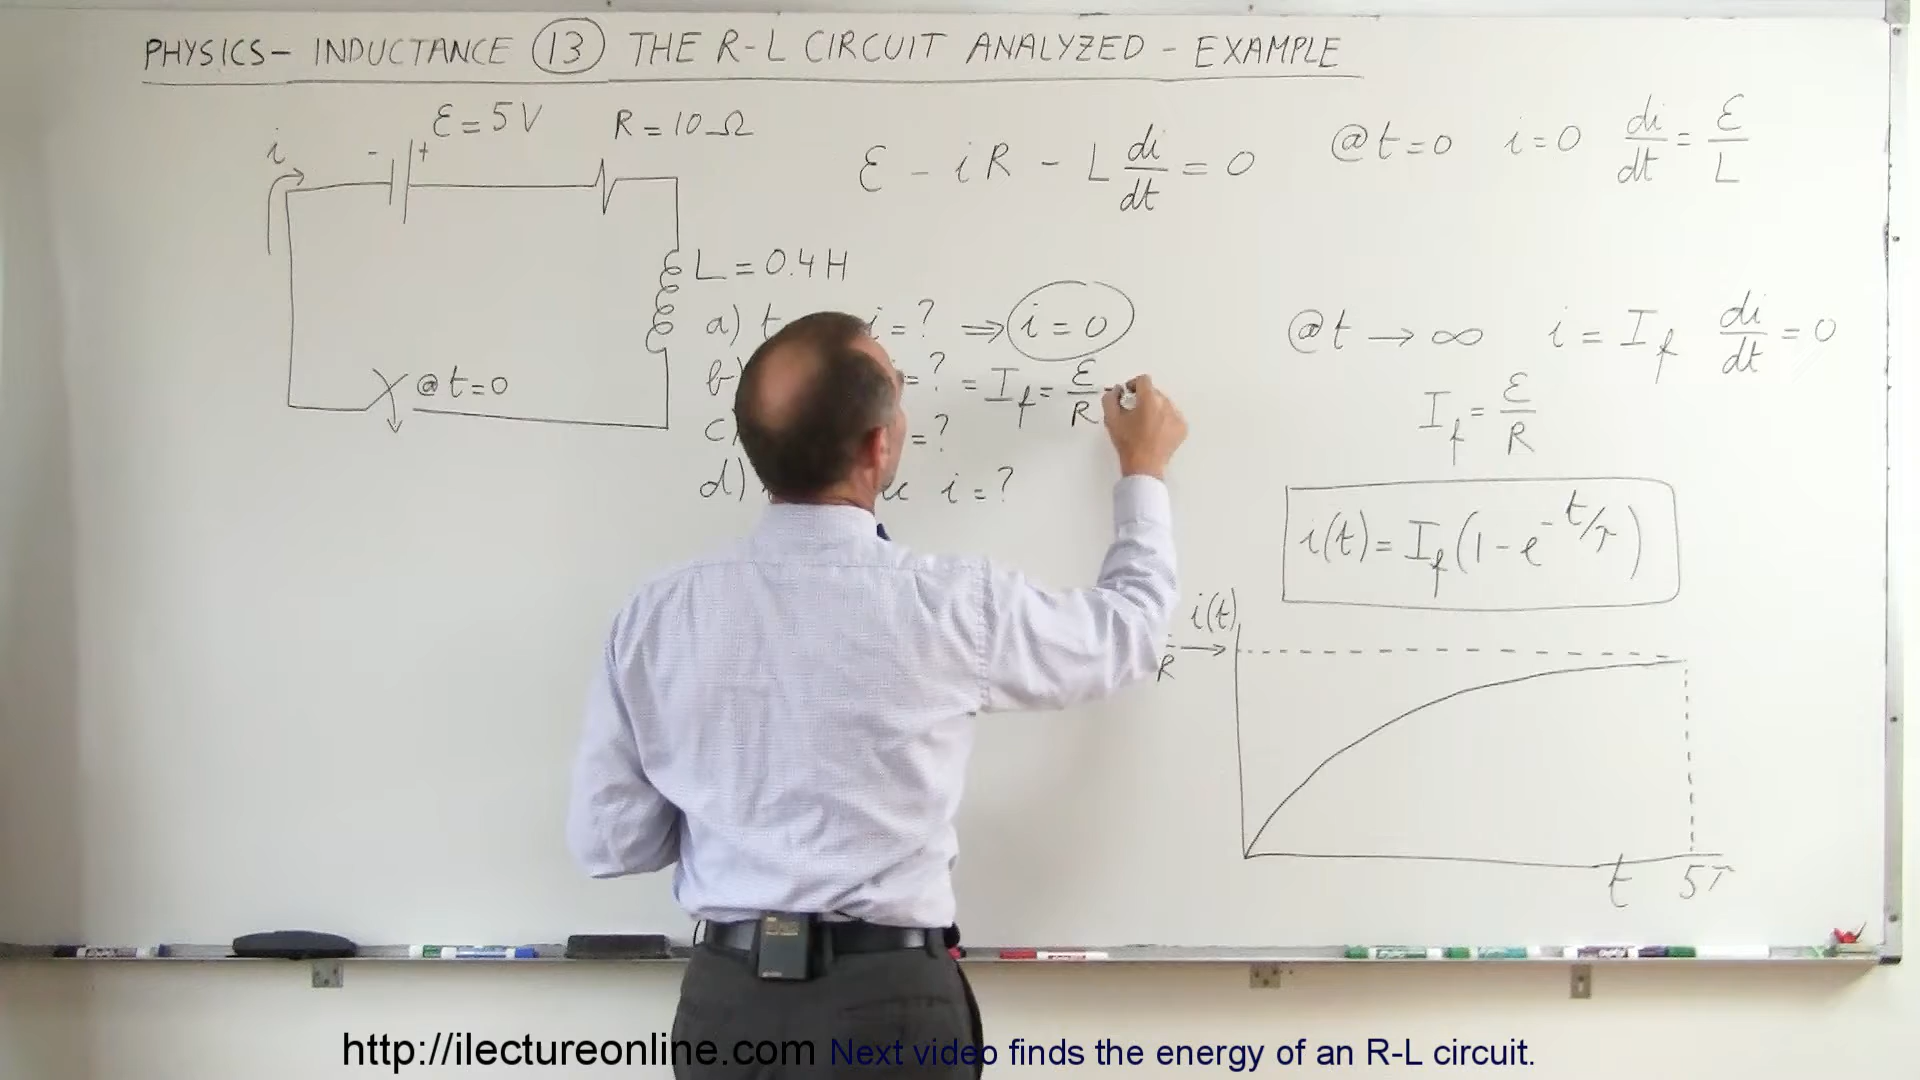 PHYSICS - INDUCTANCE 13 THE R-L CIRCUIT ANALYZED - EXAMPLE
ε = 5V R = 10 Ω
i - +
ε - iR - L di/dt = 0
@ t = 0 i = 0 di/dt = ε/L
L = 0.4 H
a) t i = ? ⇒ i = 0
b) = ? = I_f = ε/R
c) = ?
d) i = ?
@ t = 0
@ t → ∞ i = I_f di/dt = 0
I_f = ε/R
i(t) = I_f (1 - e^{-t/τ})
i(t)
R →
t 5τ
http://ilectureonline.com Next video finds the energy of an R-L circuit.